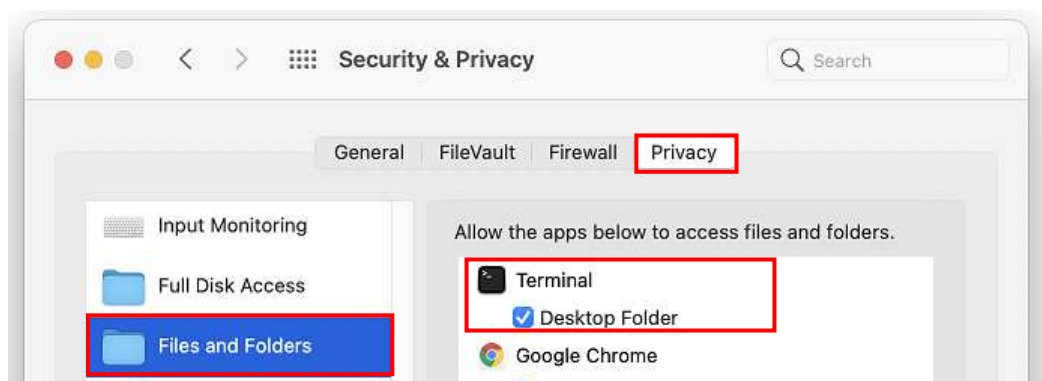 Security & Privacy
Search
General FileVault Firewall Privacy
Input Monitoring
Full Disk Access
Files and Folders
Allow the apps below to access files and folders.
Terminal
Desktop Folder
Google Chrome